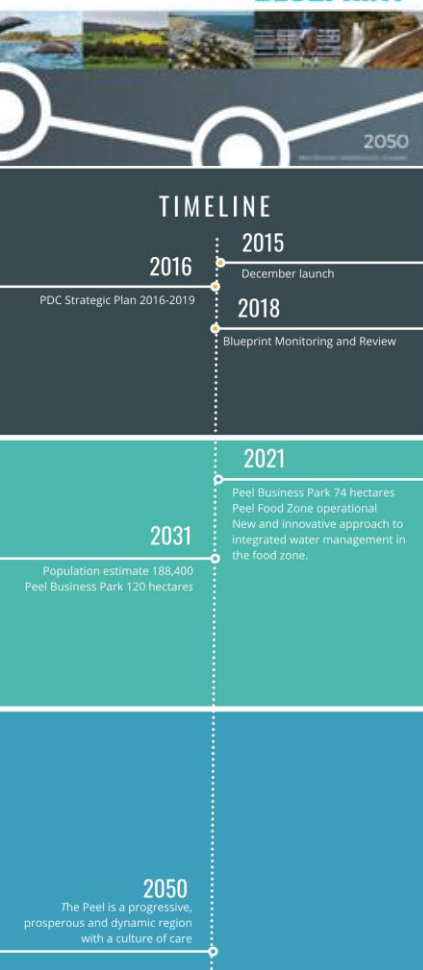 BLUEPRINT
2050
TIMELINE
2015
December launch
2016
PDC Strategic Plan 2016-2019
2018
Blueprint Monitoring and Review
2021
Peel Business Park 74 hectares
Peel Food Zone operational
New and innovative approach to
integrated water management in
the food zone.
2031
Population estimate 188,400
Peel Business Park 120 hectares
2050
The Peel is a progressive,
prosperous and dynamic region
with a culture of care